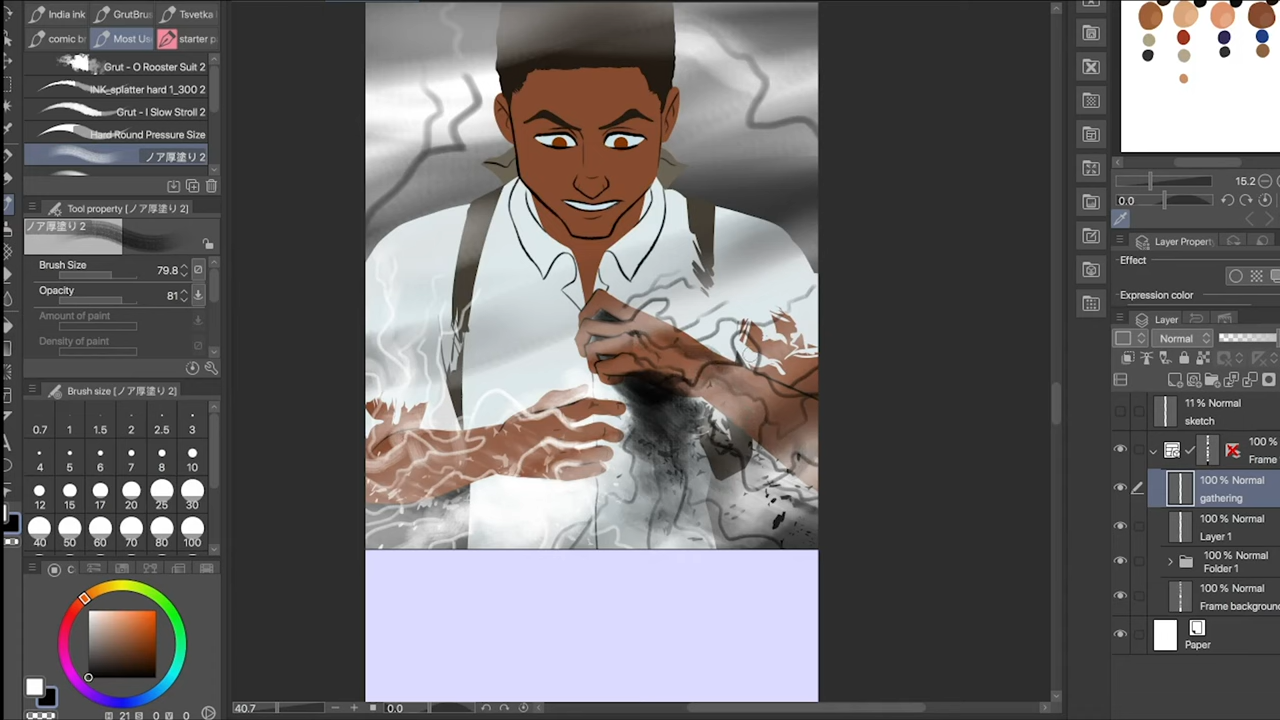 India ink GrutBrus Tsvetka
comic br Most Use starter p
Grut - O Rooster Suit 2
INK_splatter hard 1_300 2
Grut - I Slow Stroll 2
Hard Round Pressure Size
ノア厚塗り 2
Tool property [ノア厚塗り 2]
ノア厚塗り 2
Brush Size 79.8
Opacity 81
Amount of paint
Density of paint
Brush size [ノア厚塗り 2]
0.7 1 1.5 2 2.5 3
4 5 6 7 8 10
12 15 17 20 25 30
40 50 60 70 80 100
C
H 21 S 0 V 0
40.7 0.0
15.2
0.0
Layer Propert
Effect
Expression color
Layer
Normal
11 % Normal
sketch
100 %
Frame
100 % Normal
gathering
100 % Normal
Layer 1
100 % Normal
Folder 1
100 % Normal
Frame background
Paper